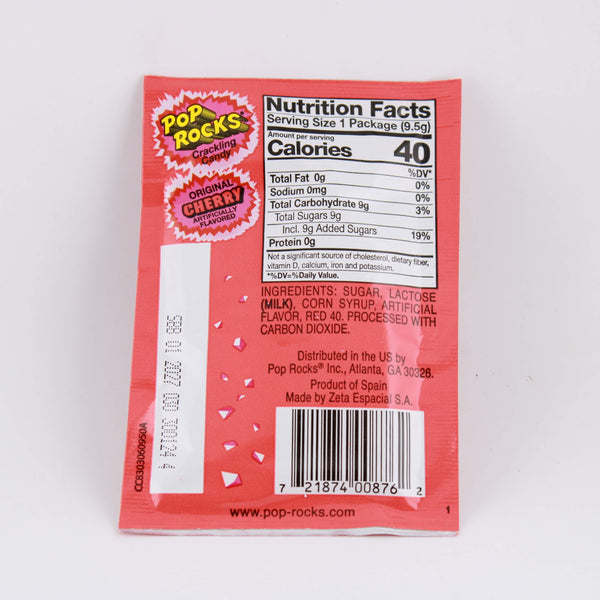 POP
ROCKS®
Crackling
Candy
ORIGINAL
CHERRY
ARTIFICIALLY
FLAVORED
Nutrition Facts
Serving Size 1 Package (9.5g)
Amount per serving
Calories 40
%DV*
Total Fat 0g 0%
Sodium 0mg 0%
Total Carbohydrate 9g 3%
Total Sugars 9g
Incl. 9g Added Sugars 19%
Protein 0g
Not a significant source of cholesterol, dietary fiber,
vitamin D, calcium, iron and potassium.
*%DV=%Daily Value.
INGREDIENTS: SUGAR, LACTOSE
(MILK), CORN SYRUP, ARTIFICIAL
FLAVOR, RED 40. PROCESSED WITH
CARBON DIOXIDE.
Distributed in the US by
Pop Rocks® Inc., Atlanta, GA 30326.
Product of Spain
Made by Zeta Espacial S.A.
7 21874 00876 2
CC8303060950A
www.pop-rocks.com
1